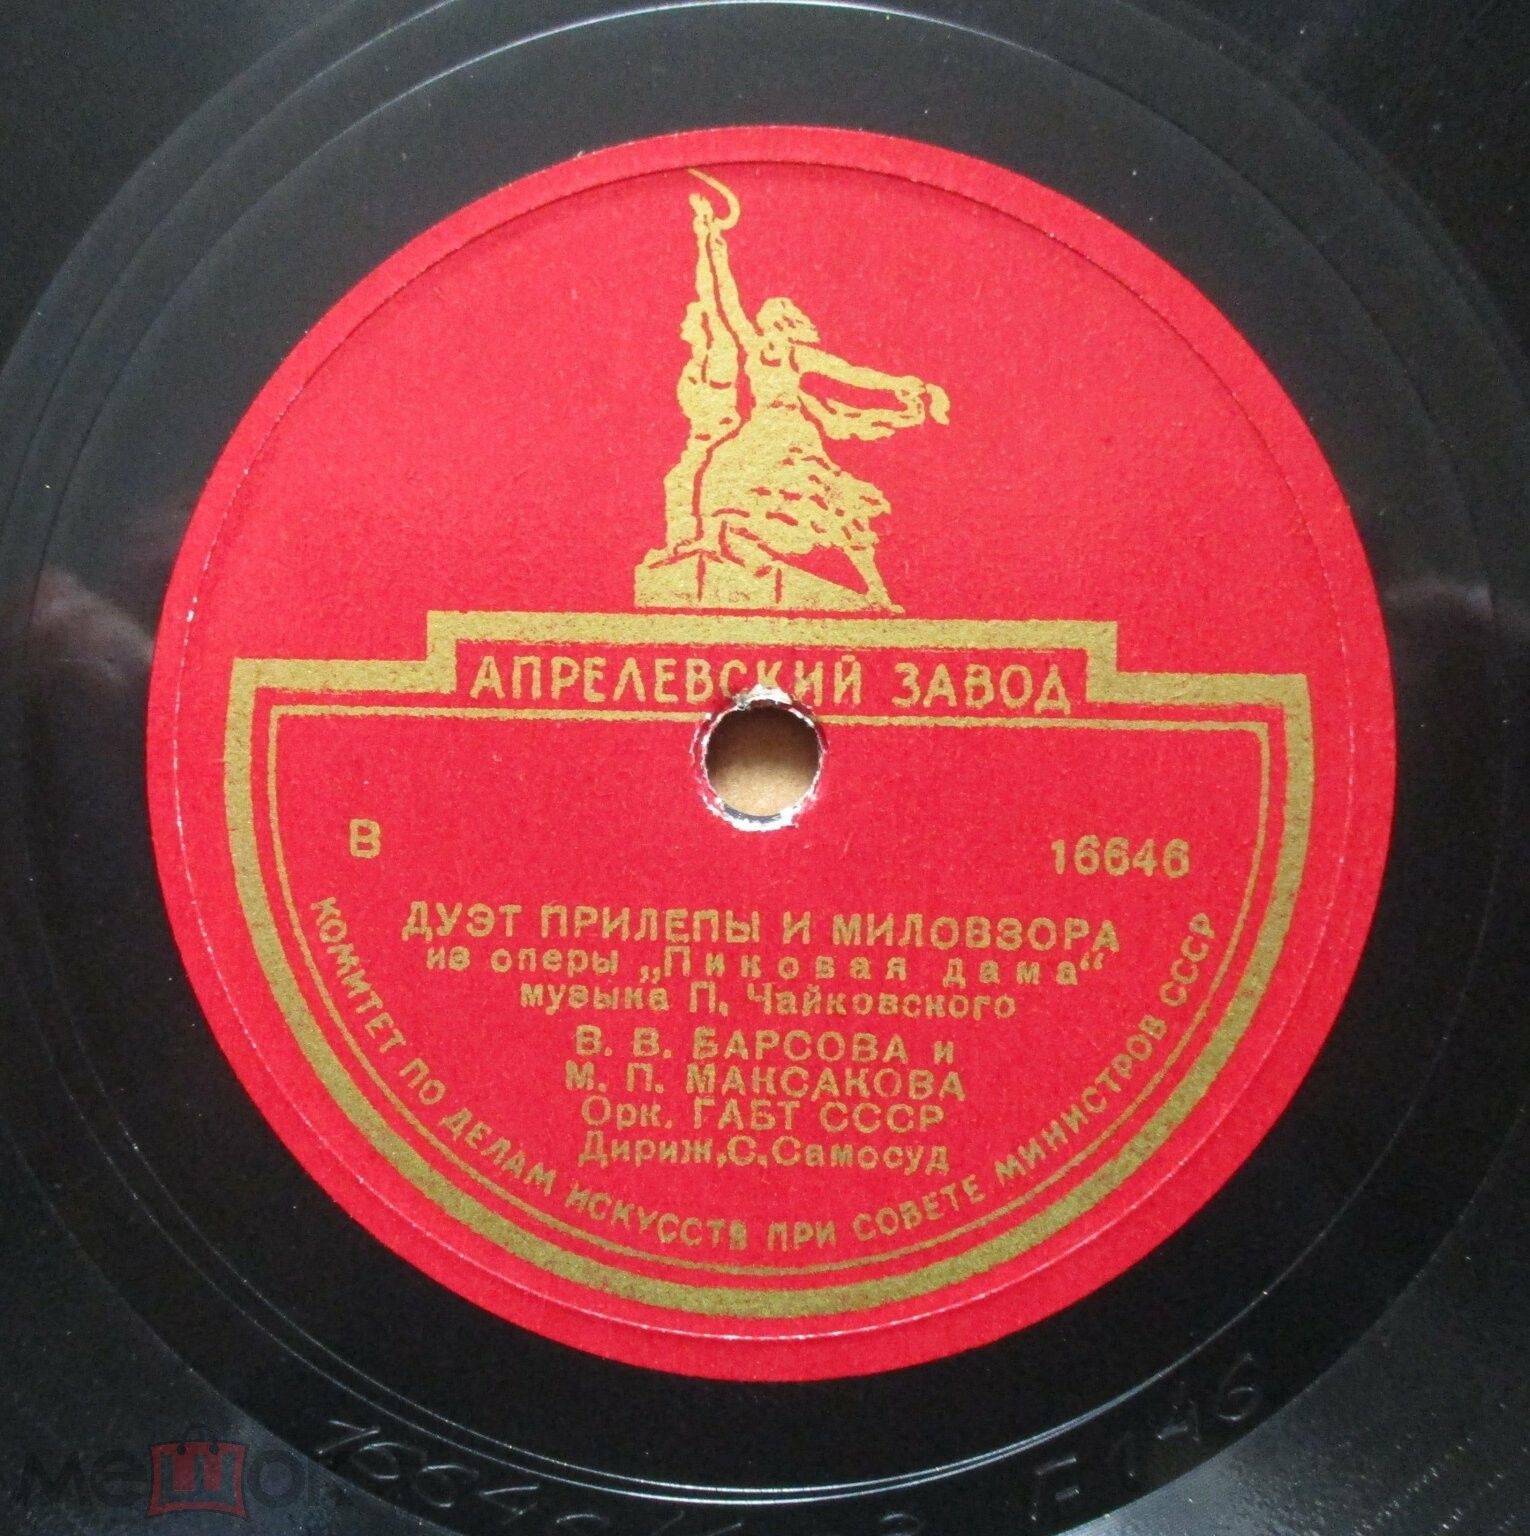 АПРЕЛЕВСКИЙ ЗАВОД
В 16646
ДУЭТ ПРИЛЕПЫ И МИЛОВЗОРА
из оперы „Пиковая дама“
музыка П. Чайковского
В. В. БАРСОВА и
М. П. МАКСАКОВА
Орк. ГАБТ СССР
Дириж. С. Самосуд
КОМИТЕТ ПО ДЕЛАМ ИСКУССТВ ПРИ СОВЕТЕ МИНИСТРОВ СССР
мешок